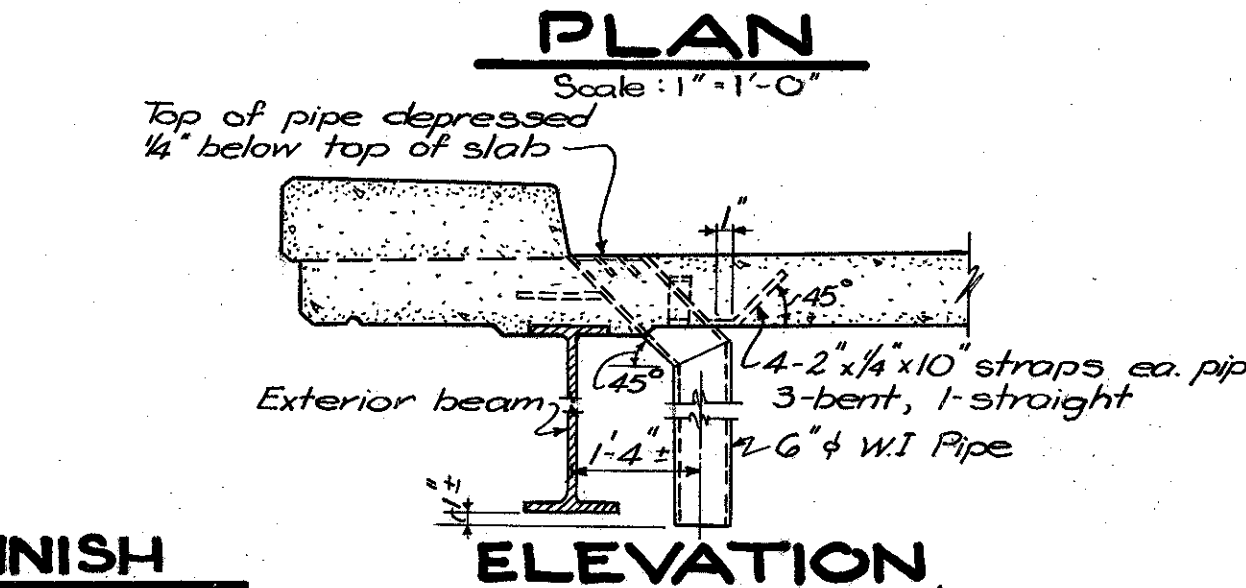 PLAN
Scale : 1" = 1'-0"
Top of pipe depressed
1/4" below top of slab
1"
45°
45°
4-2"x1/4"x10" straps ea. pip
3-bent, 1-straight
Exterior beam
1'-4" ±
6" ϕ W.I Pipe
1" ±
INISH
ELEVATION